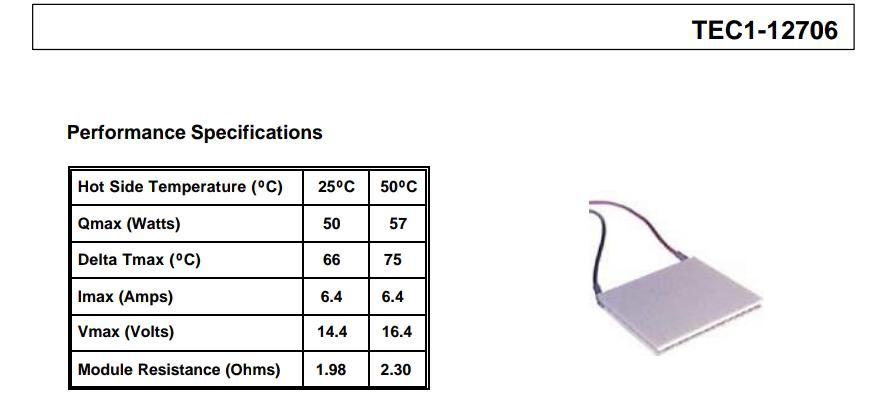 TEC1-12706
Performance Specifications
Hot Side Temperature (ºC) 25ºC 50ºC
Qmax (Watts) 50 57
Delta Tmax (ºC) 66 75
Imax (Amps) 6.4 6.4
Vmax (Volts) 14.4 16.4
Module Resistance (Ohms) 1.98 2.30